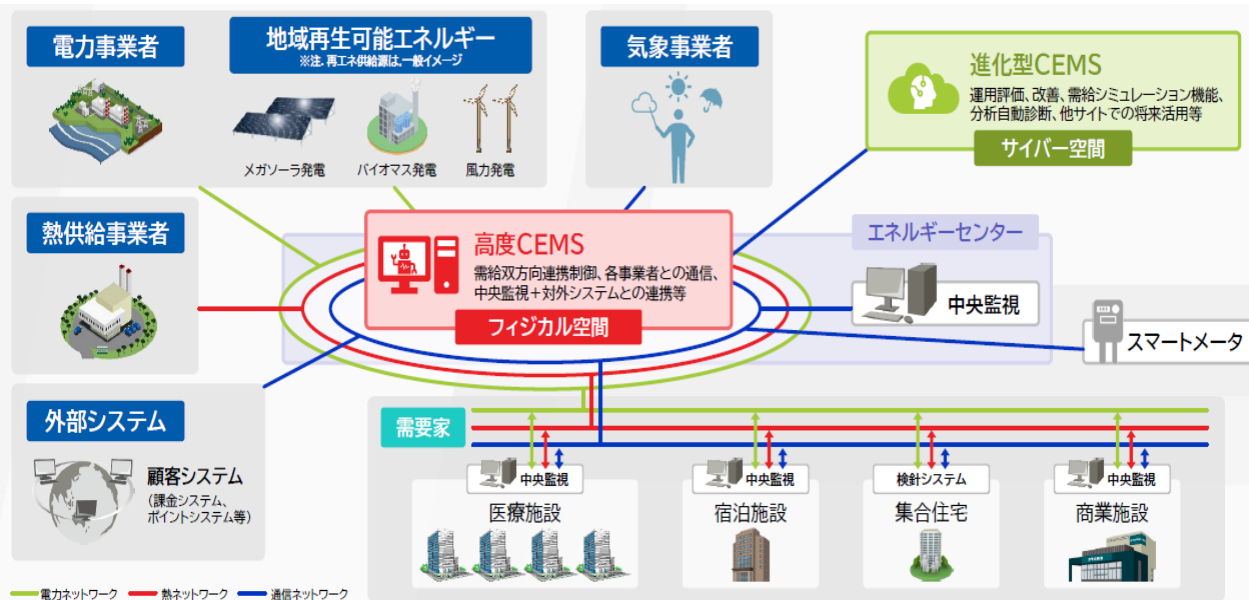 電力事業者
地域再生可能エネルギー
※注. 再エネ供給源は、一般イメージ
メガソーラ発電
バイオマス発電
風力発電
気象事業者
進化型CEMS
運用評価、改善、需給シミュレーション機能、
分析自動診断、他サイトでの将来活用等
サイバー空間
熱供給事業者
高度CEMS
需給双方向連携制御、各事業者との通信、
中央監視＋対外システムとの連携等
フィジカル空間
エネルギーセンター
中央監視
スマートメータ
外部システム
顧客システム
(課金システム、
ポイントシステム等)
需要家
中央監視
医療施設
中央監視
宿泊施設
検針システム
集合住宅
中央監視
商業施設
電力ネットワーク
熱ネットワーク
通信ネットワーク